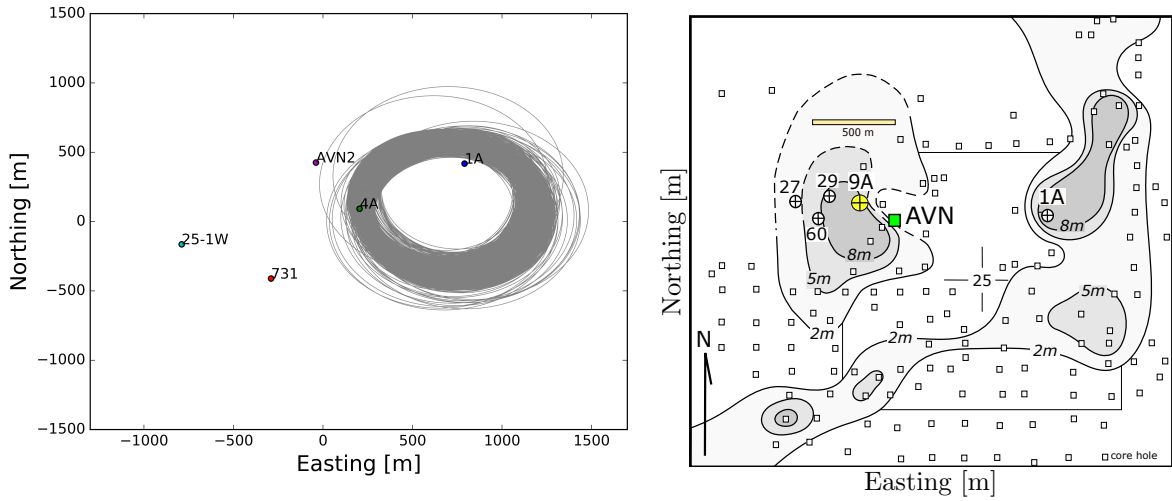 1500
1000
500
0
−500
−1000
−1500
−1000
−500
0
500
1000
1500
Easting [m]
Northing [m]
AVN2
1A
4A
25-1W
731
Northing [m]
500 m
27
29
9A
60
AVN
1A
8m
8m
5m
25
5m
2m
2m
2m
N
core hole
Easting [m]